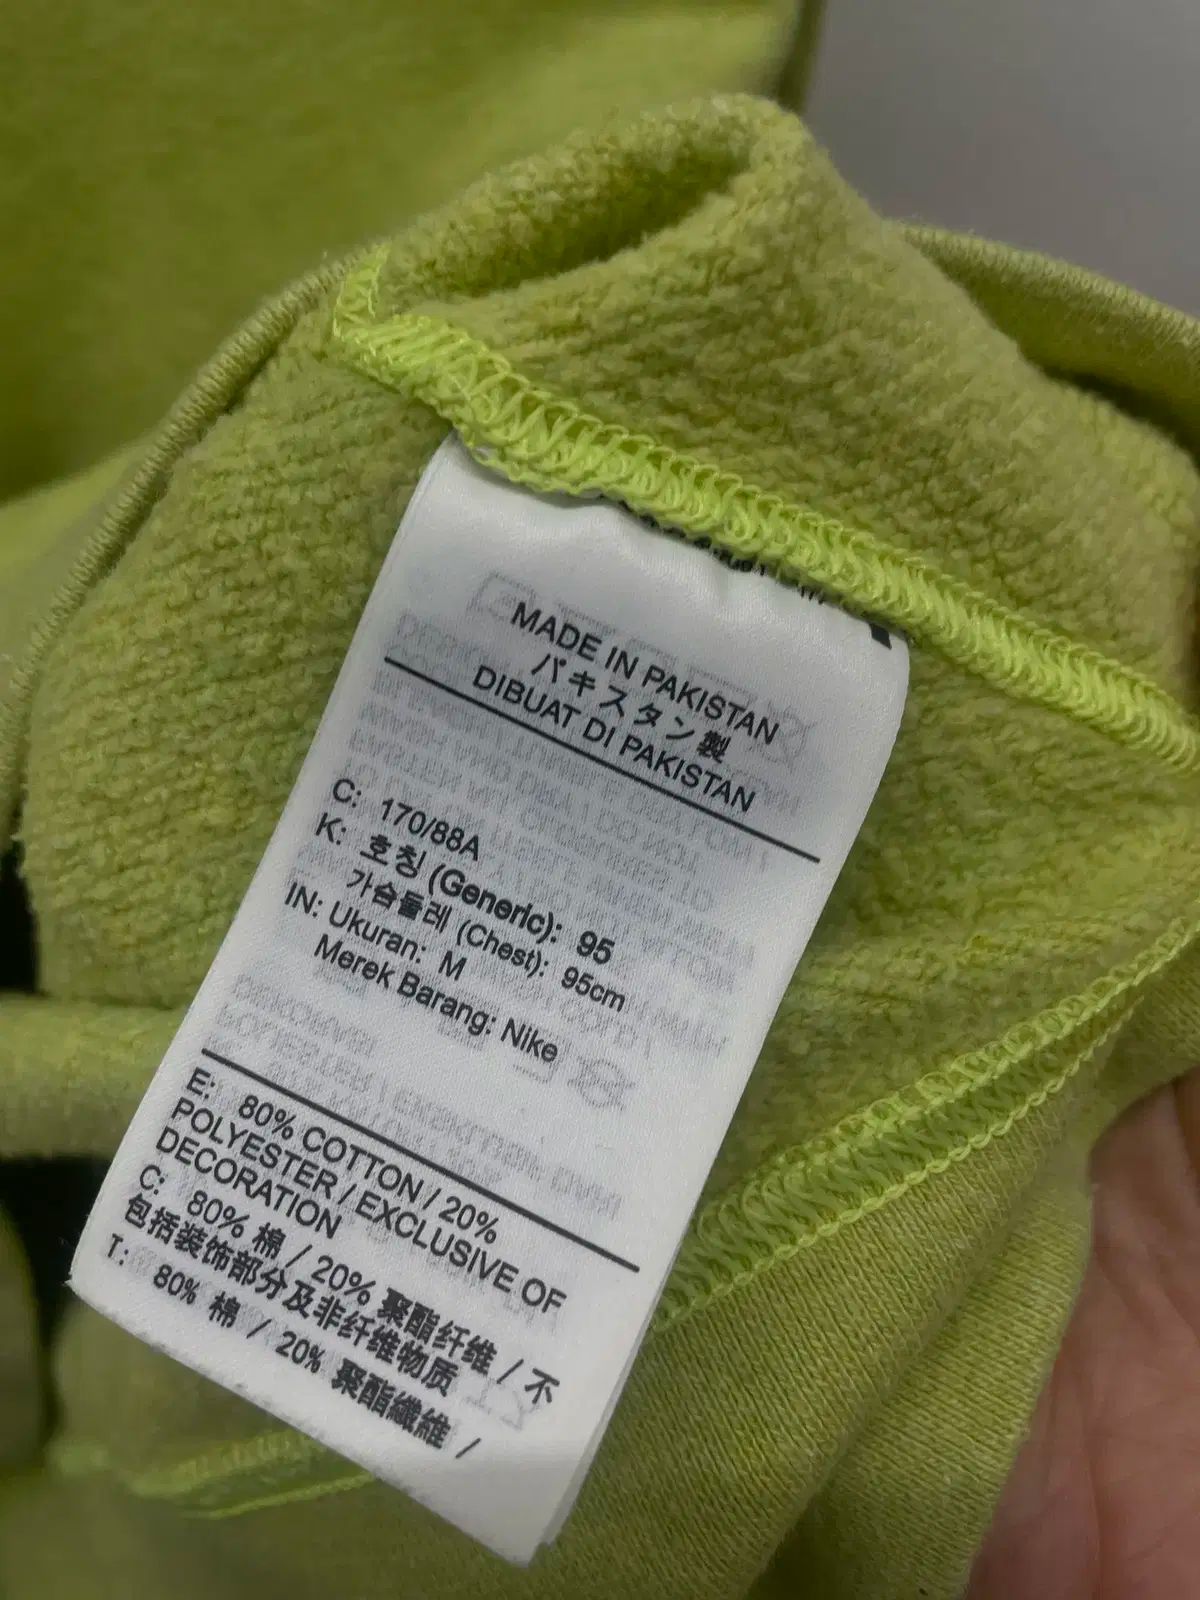 MADE IN PAKISTAN
パキスタン製
DIBUAT DI PAKISTAN
C: 170/88A
K: 호칭 (Generic): 95
가슴둘레 (Chest): 95cm
IN: Ukuran: M
Merek Barang: Nike
E: 80% COTTON / 20%
POLYESTER / EXCLUSIVE OF
DECORATION
C: 80% 棉 / 20% 聚酯纤维 / 不
包括装饰部分及非纤维物质
T: 80% 棉 / 20% 聚酯纖維 /